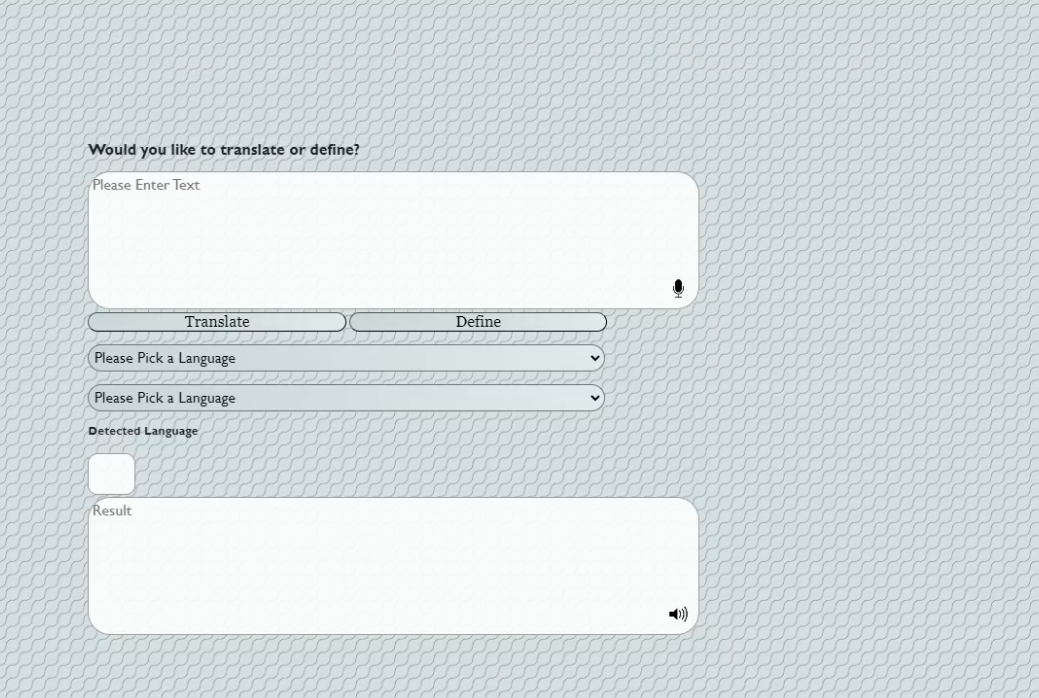 Would you like to translate or define?
Please Enter Text
Translate Define
Please Pick a Language
Please Pick a Language
Detected Language
Result